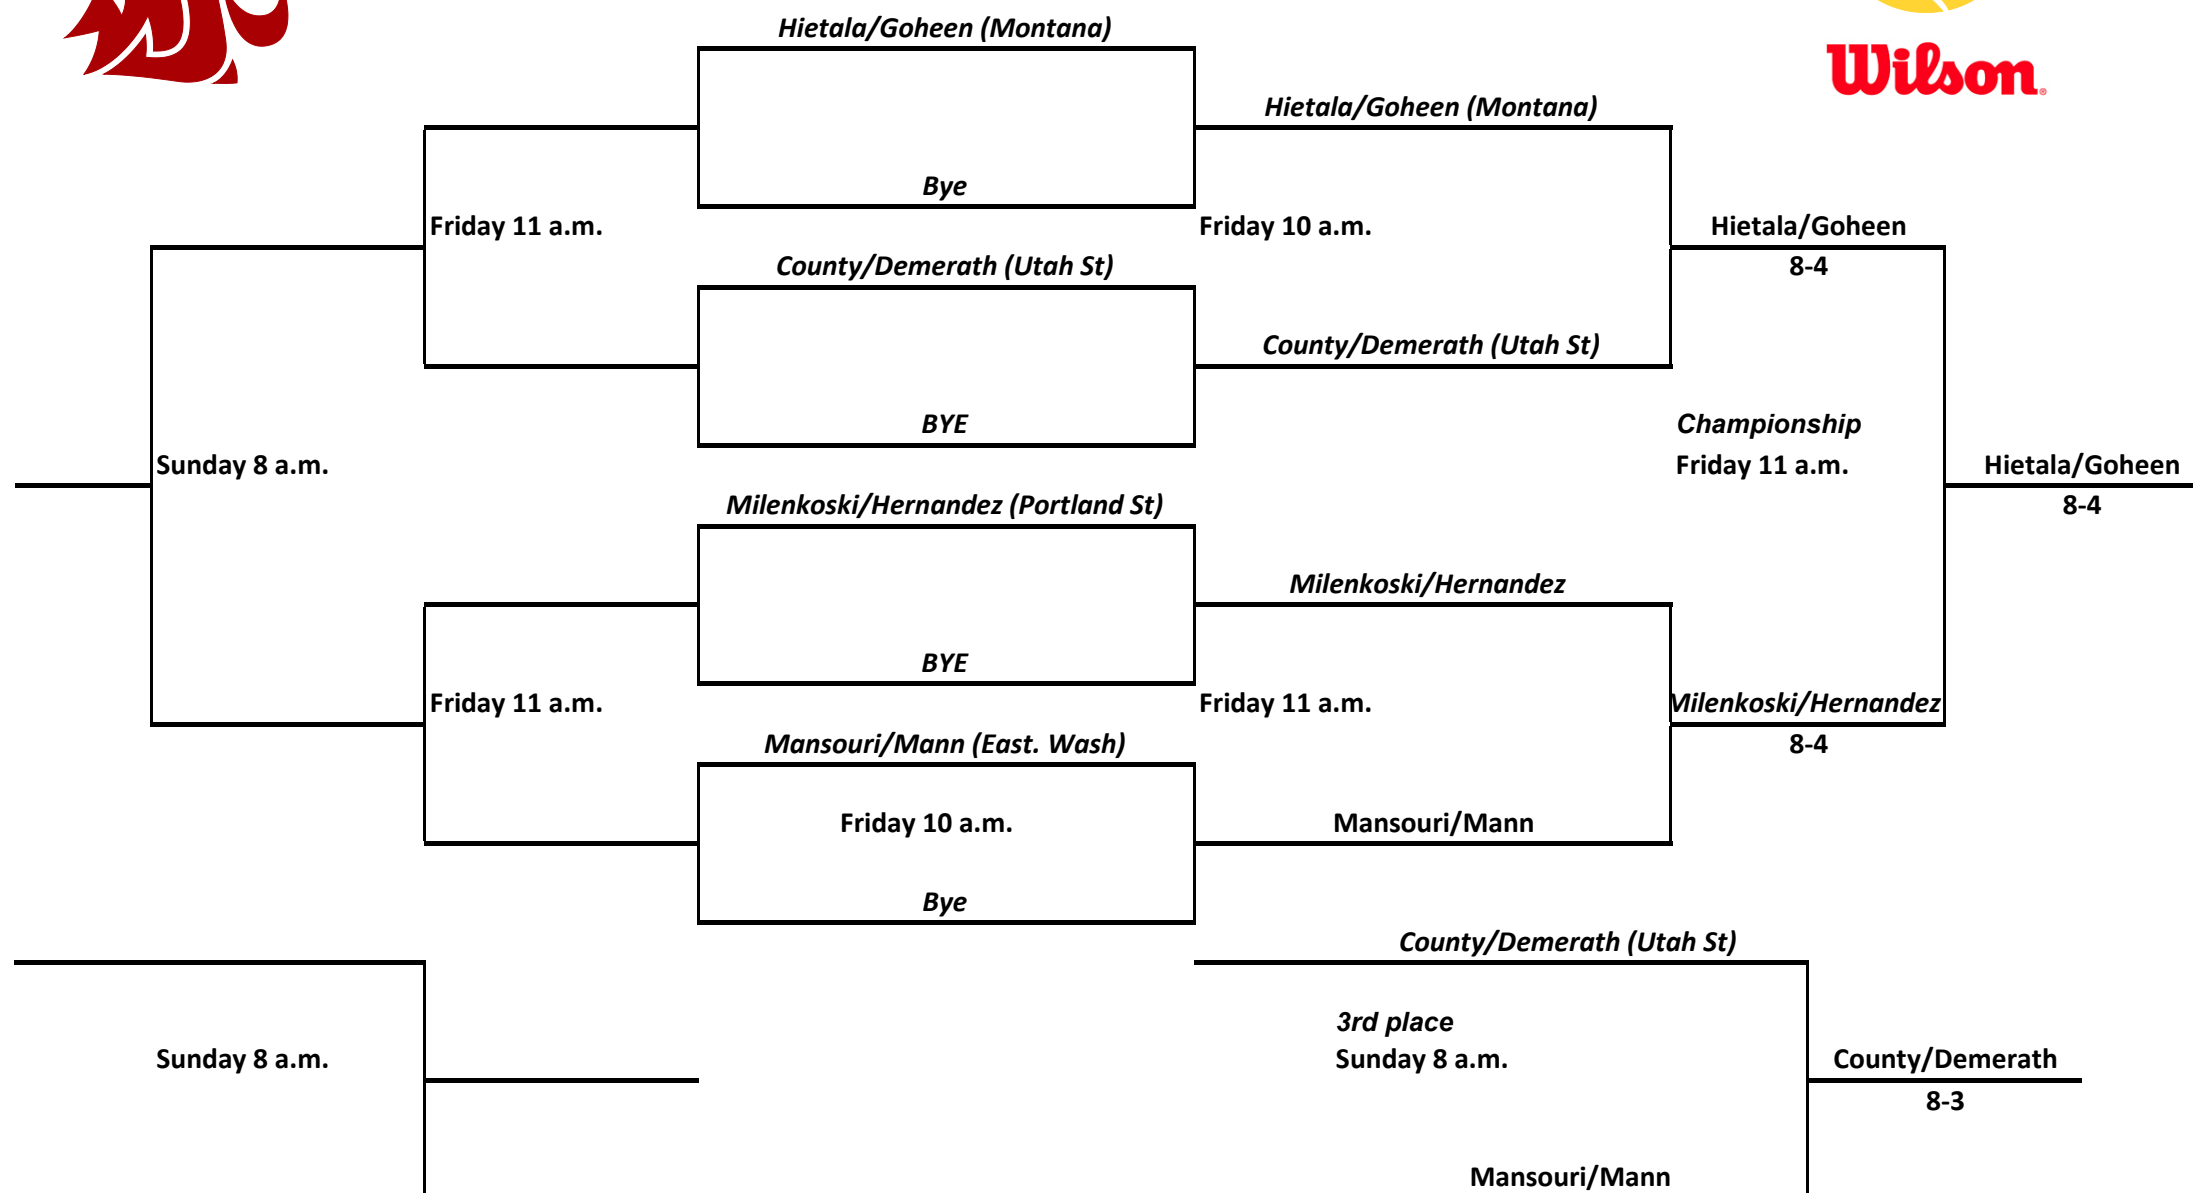 Hietala/Goheen (Montana)
Wilson
Hietala/Goheen (Montana)
Bye
Friday 11 a.m.
Friday 10 a.m.
Hietala/Goheen
County/Demerath (Utah St)
8-4
County/Demerath (Utah St)
BYE
Championship
Sunday 8 a.m.
Friday 11 a.m.
Hietala/Goheen
Milenkoski/Hernandez (Portland St)
8-4
Milenkoski/Hernandez
BYE
Friday 11 a.m.
Friday 11 a.m.
Milenkoski/Hernandez
Mansouri/Mann (East. Wash)
8-4
Friday 10 a.m.
Mansouri/Mann
Bye
County/Demerath (Utah St)
3rd place
Sunday 8 a.m.
Sunday 8 a.m.
County/Demerath
8-3
Mansouri/Mann